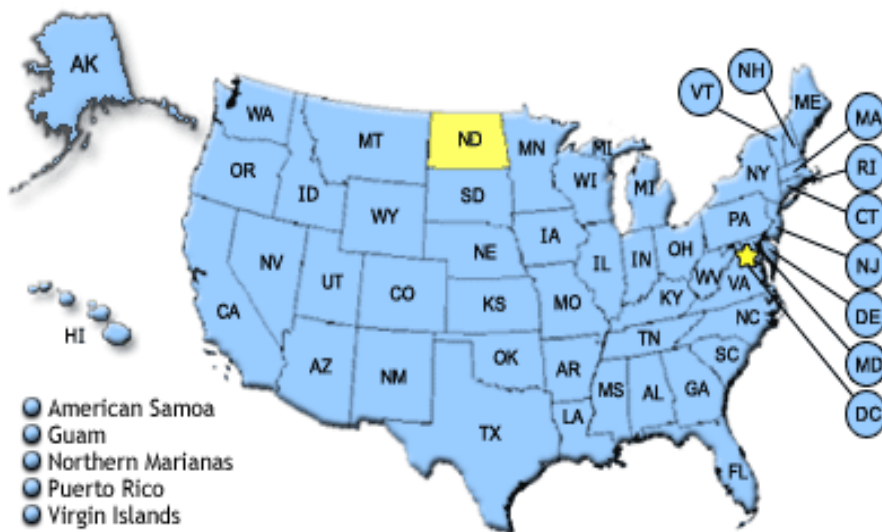 AK
WA
OR
CA
ID
NV
MT
WY
UT
AZ
CO
NM
ND
SD
NE
KS
OK
TX
MN
IA
MO
AR
LA
WI
IL
MI
MI
IN
OH
KY
TN
MS
AL
GA
FL
SC
NC
VA
WV
PA
NY
ME
VT
NH
MA
RI
CT
NJ
DE
MD
DC
HI
American Samoa
Guam
Northern Marianas
Puerto Rico
Virgin Islands